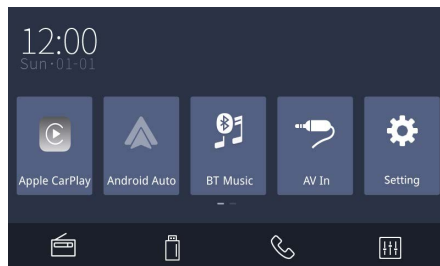 12:00
Sun·01-01
Apple CarPlay
Android Auto
BT Music
AV In
Setting